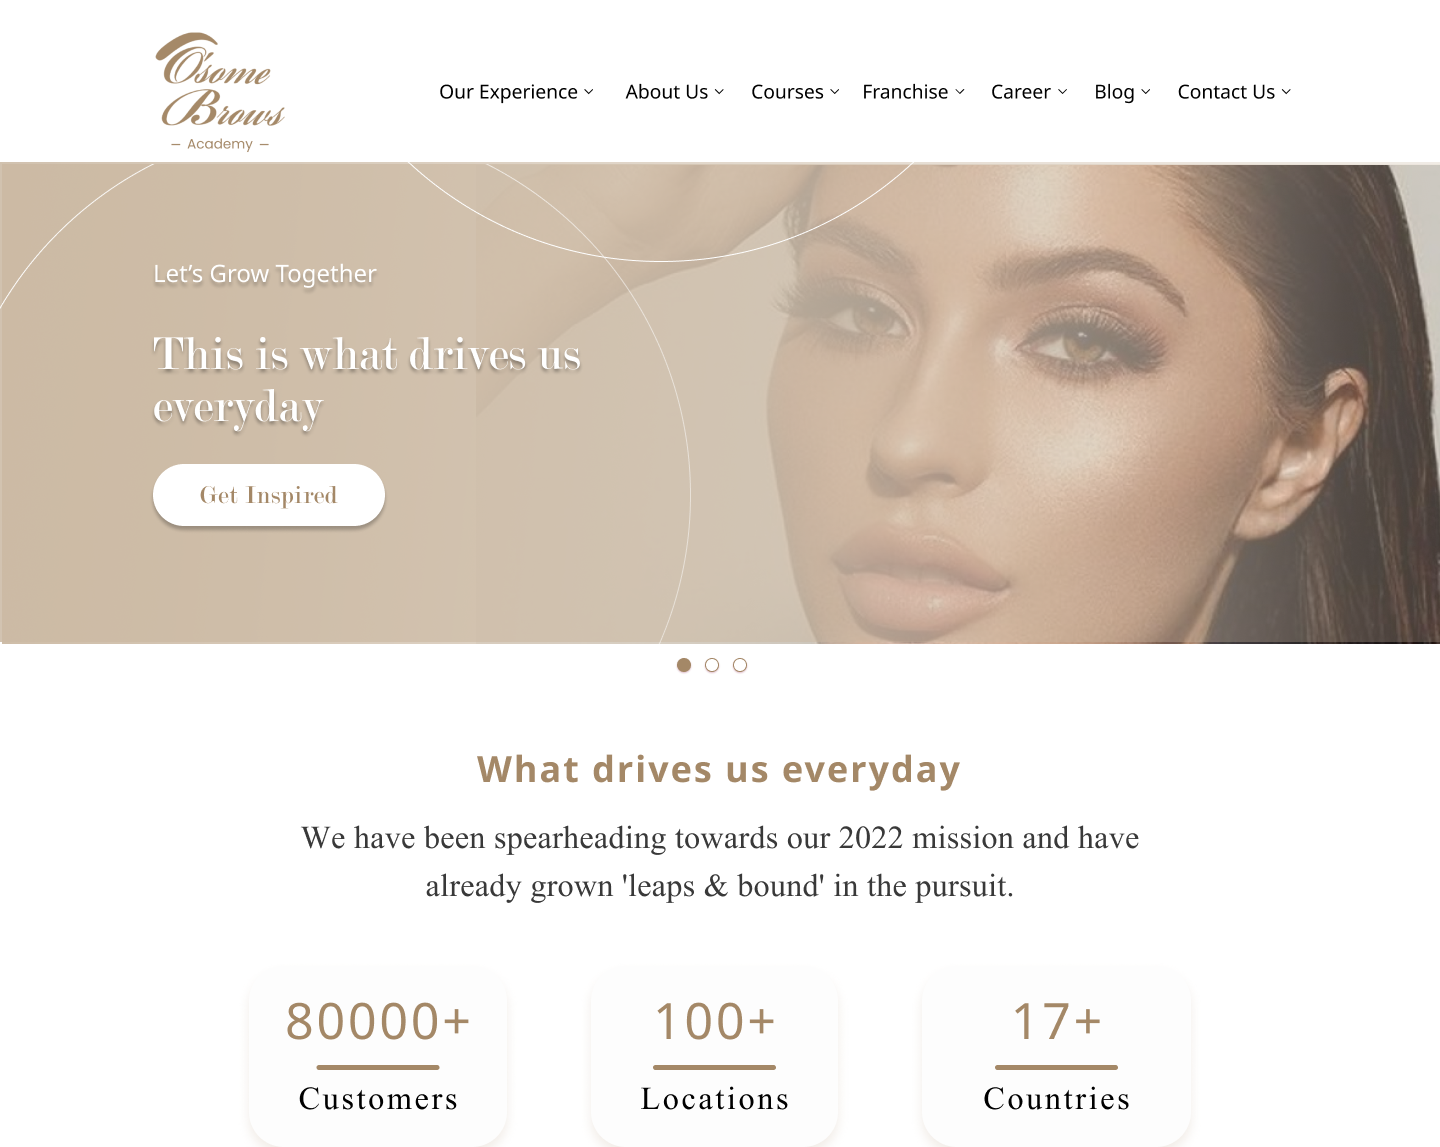 O'some
Brows
– Academy –
Our Experience
About Us
Courses
Franchise
Career
Blog
Contact Us
Let’s Grow Together
This is what drives us
everyday
Get Inspired
What drives us everyday
We have been spearheading towards our 2022 mission and have
already grown 'leaps & bound' in the pursuit.
80000+
100+
17+
Customers
Locations
Countries